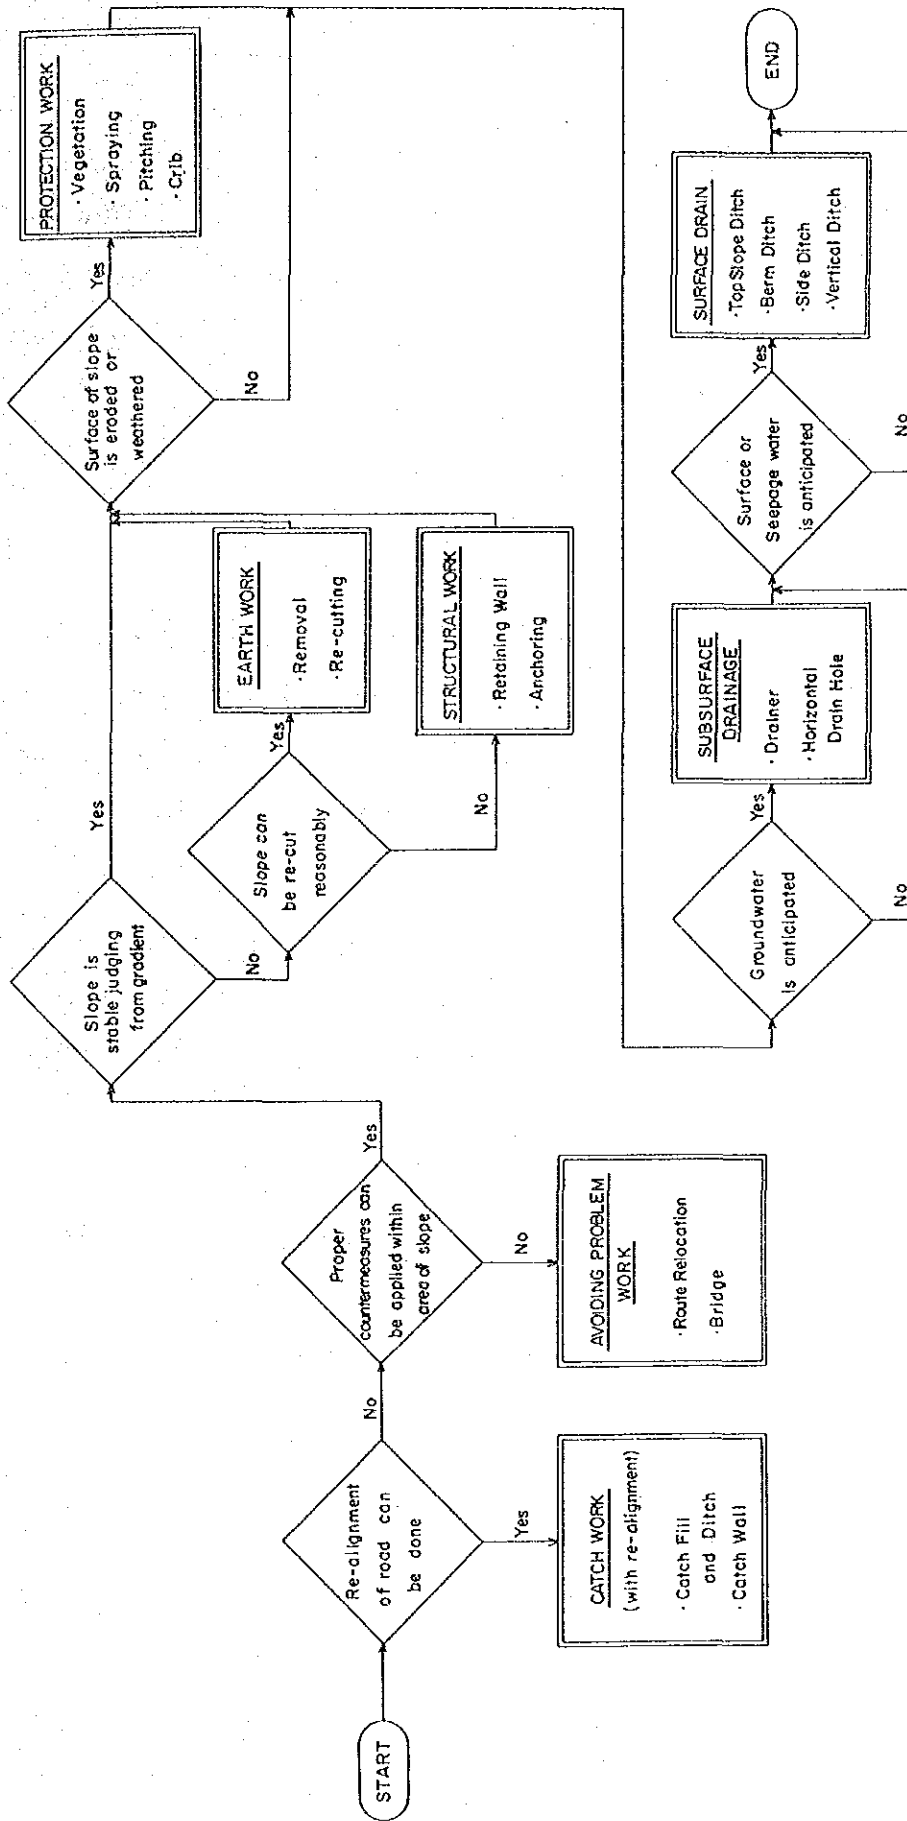 START
Re-alignment
of road can
be done
Yes
CATCH WORK
(with re-alignment)
· Catch Fill
and Ditch
· Catch Wall
No
Proper
countermeasures can
be applied within
area of slope
No
AVOIDING PROBLEM
WORK
· Route Relocation
· Bridge
Yes
Slope is
stable judging
from gradient
No
Slope can
be re-cut
reasonably
Yes
EARTH WORK
· Removal
· Re-cutting
No
STRUCTURAL WORK
· Retaining Wall
· Anchoring
Yes
Surface of slope
is eroded or
weathered
Yes
PROTECTION WORK
· Vegetation
· Spraying
· Pitching
· Crib
No
Groundwater
is anticipated
Yes
SUBSURFACE
DRAINAGE
· Drainer
· Horizontal
Drain Hole
No
Surface or
Seepage water
is anticipated
Yes
SURFACE DRAIN
· Top Slope Ditch
· Berm Ditch
· Side Ditch
· Vertical Ditch
No
END